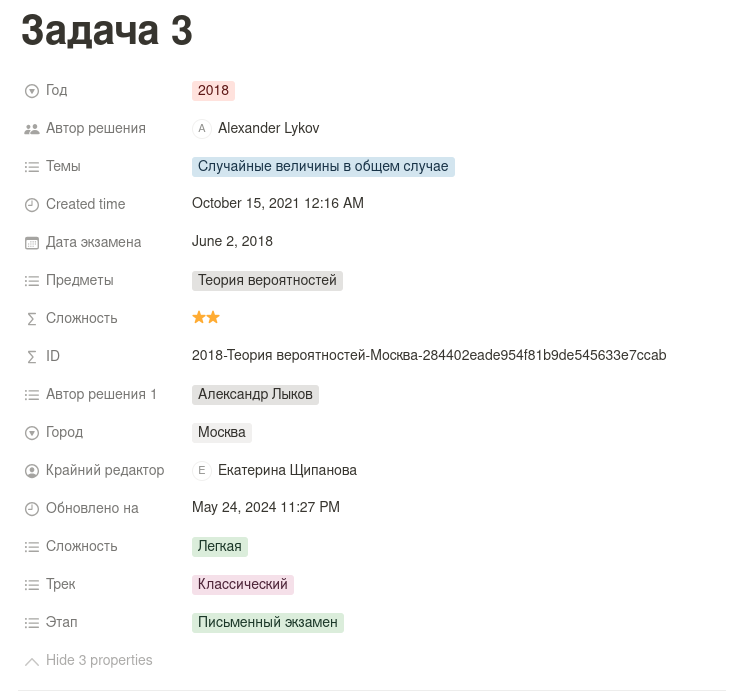 Задача 3
Год 2018
Автор решения A Alexander Lykov
Темы Случайные величины в общем случае
Created time October 15, 2021 12:16 AM
Дата экзамена June 2, 2018
Предметы Теория вероятностей
Сложность ⭐⭐
ID 2018-Теория вероятностей-Москва-284402eade954f81b9de545633e7ccab
Автор решения 1 Александр Лыков
Город Москва
Крайний редактор Е Екатерина Щипанова
Обновлено на May 24, 2024 11:27 PM
Сложность Легкая
Трек Классический
Этап Письменный экзамен
Hide 3 properties